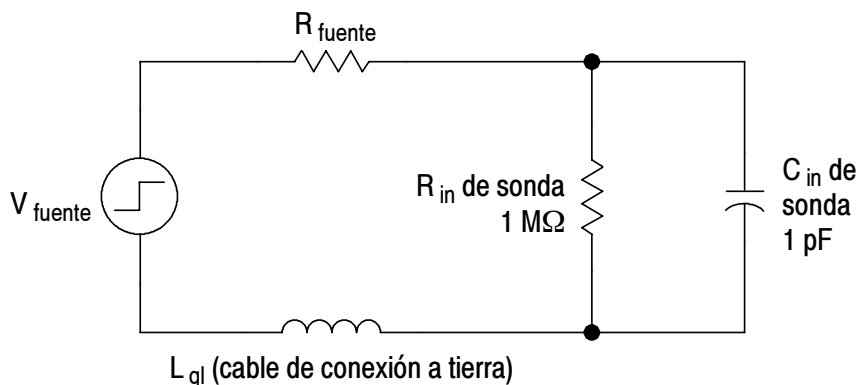 R fuente
V fuente
R in de sonda
1 MΩ
C in de
sonda
1 pF
L gl (cable de conexión a tierra)